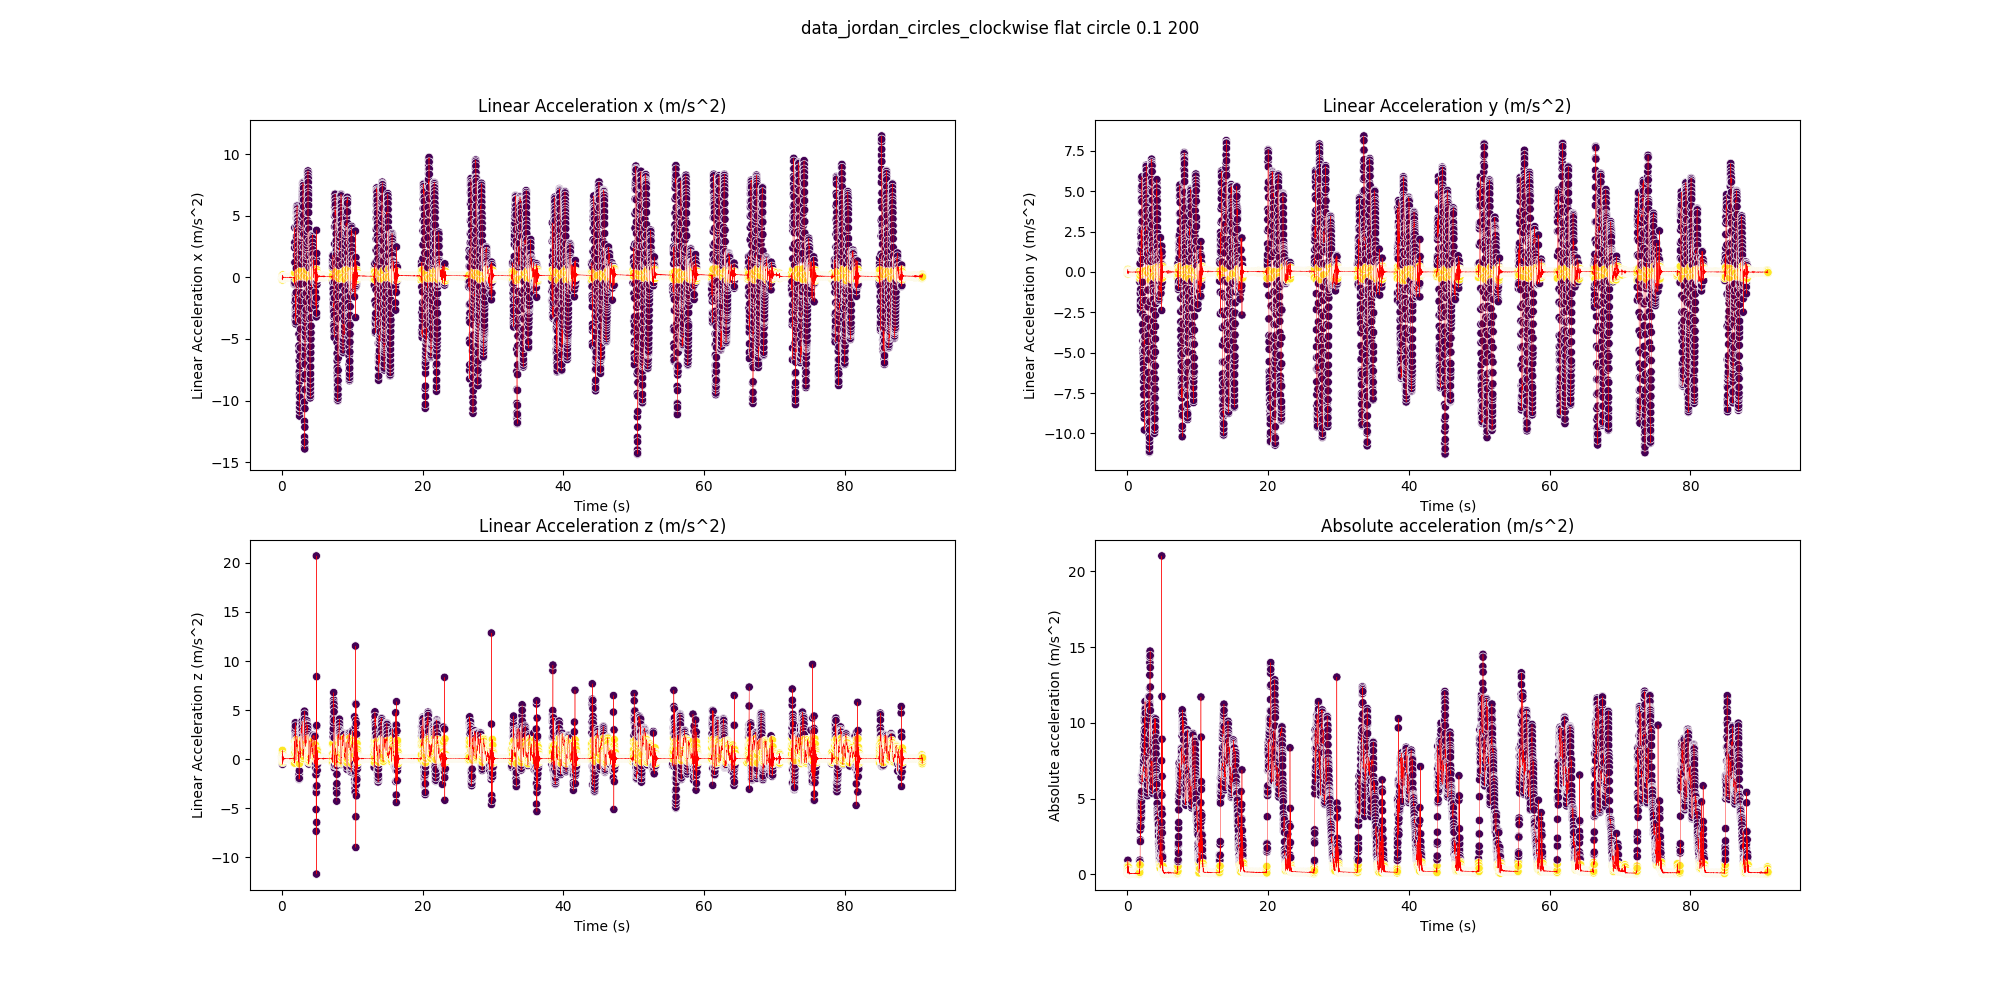 data_jordan_circles_clockwise flat circle 0.1 200
Linear Acceleration x (m/s^2)
Linear Acceleration x (m/s^2)
10
5
0
−5
−10
−15
0 20 40 60 80
Time (s)
Linear Acceleration y (m/s^2)
Linear Acceleration y (m/s^2)
7.5
5.0
2.5
0.0
−2.5
−5.0
−7.5
−10.0
0 20 40 60 80
Time (s)
Linear Acceleration z (m/s^2)
Linear Acceleration z (m/s^2)
20
15
10
5
0
−5
−10
0 20 40 60 80
Time (s)
Absolute acceleration (m/s^2)
Absolute acceleration (m/s^2)
20
15
10
5
0
0 20 40 60 80
Time (s)